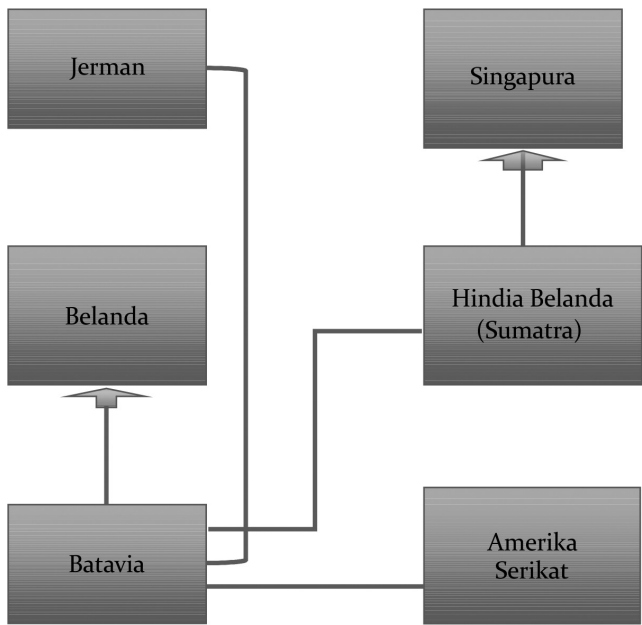 Jerman
Singapura
Belanda
Hindia Belanda
(Sumatra)
Batavia
Amerika
Serikat